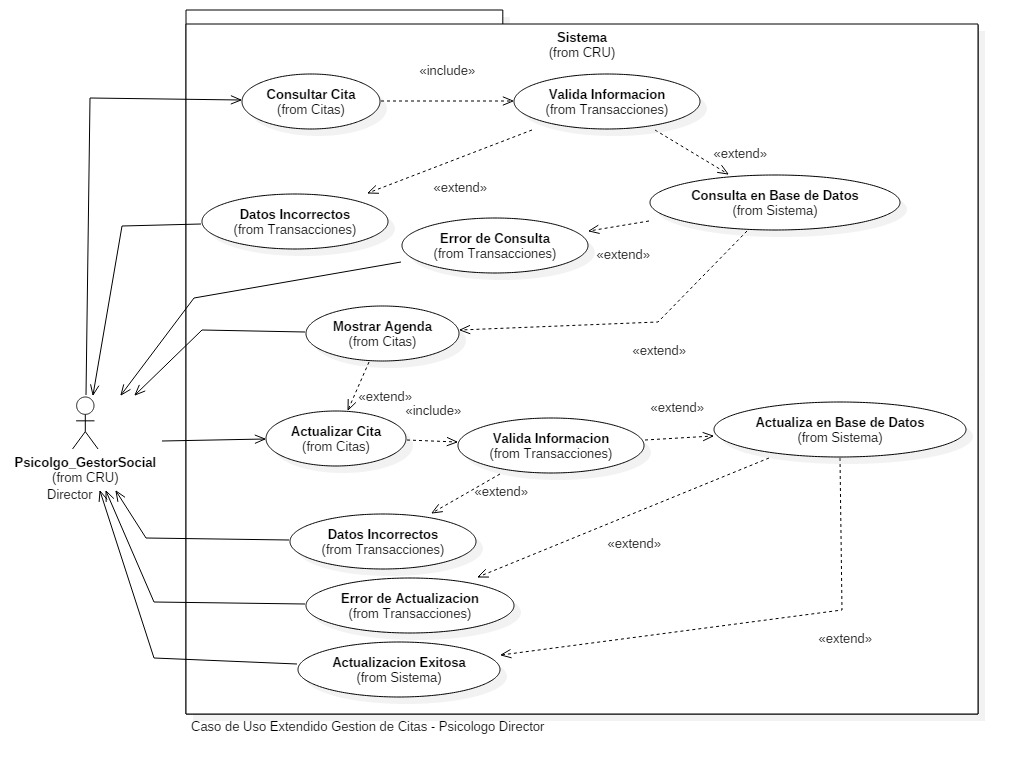 Sistema
(from CRU)
«include»
Consultar Cita
(from Citas)
Valida Informacion
(from Transacciones)
«extend»
«extend»
Consulta en Base de Datos
(from Sistema)
Datos Incorrectos
(from Transacciones)
Error de Consulta
(from Transacciones)
«extend»
Mostrar Agenda
(from Citas)
«extend»
«extend»
«include»
«extend»
Actualizar Cita
(from Citas)
Valida Informacion
(from Transacciones)
Actualiza en Base de Datos
(from Sistema)
Psicolgo_GestorSocial
(from CRU)
Director
«extend»
Datos Incorrectos
(from Transacciones)
«extend»
Error de Actualizacion
(from Transacciones)
«extend»
Actualizacion Exitosa
(from Sistema)
Caso de Uso Extendido Gestion de Citas - Psicologo Director